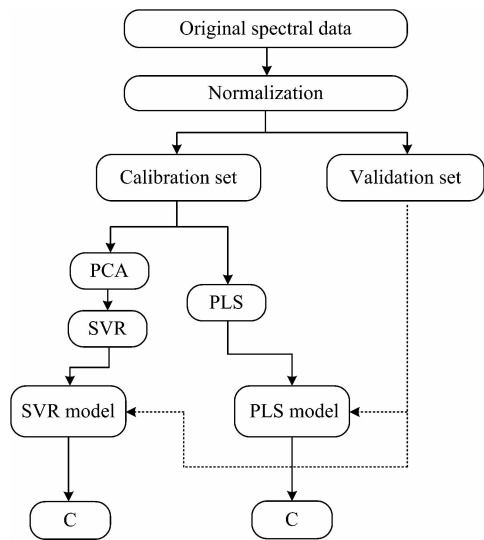 Original spectral data
Normalization
Calibration set
Validation set
PCA
PLS
SVR
SVR model
PLS model
C
C